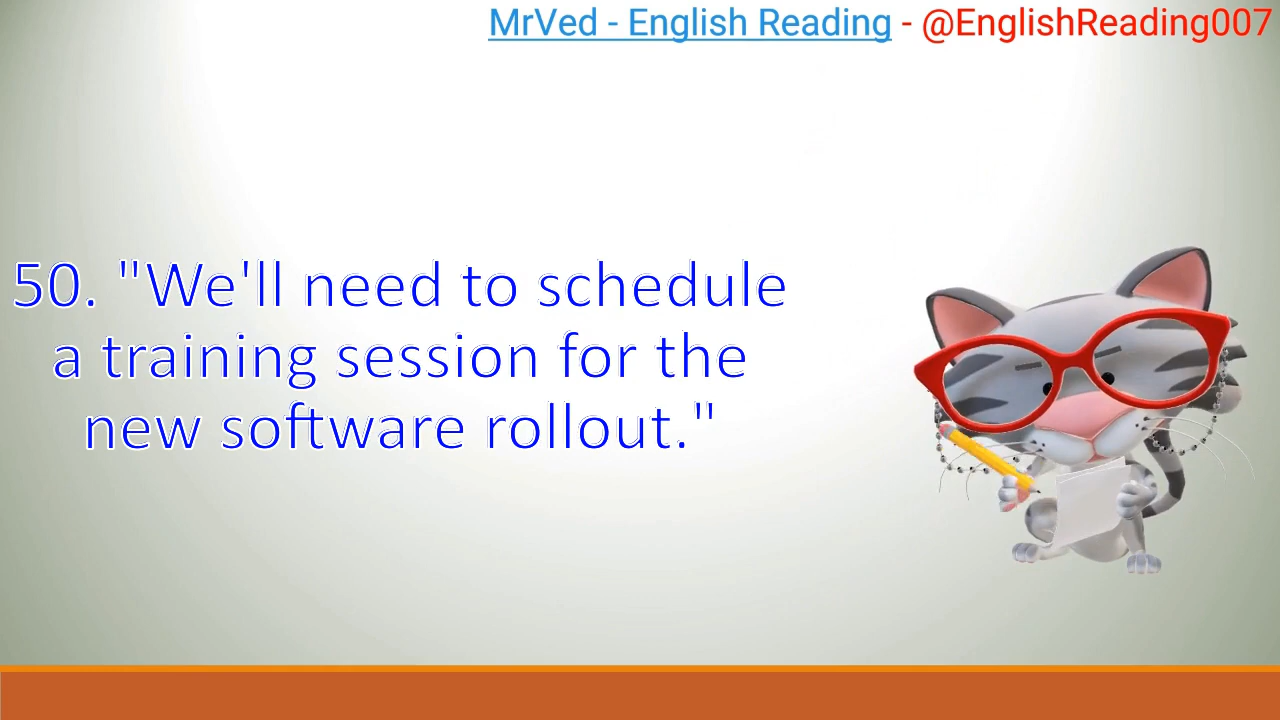 MrVed - English Reading - @EnglishReading007
50. "We'll need to schedule
a training session for the
new software rollout."